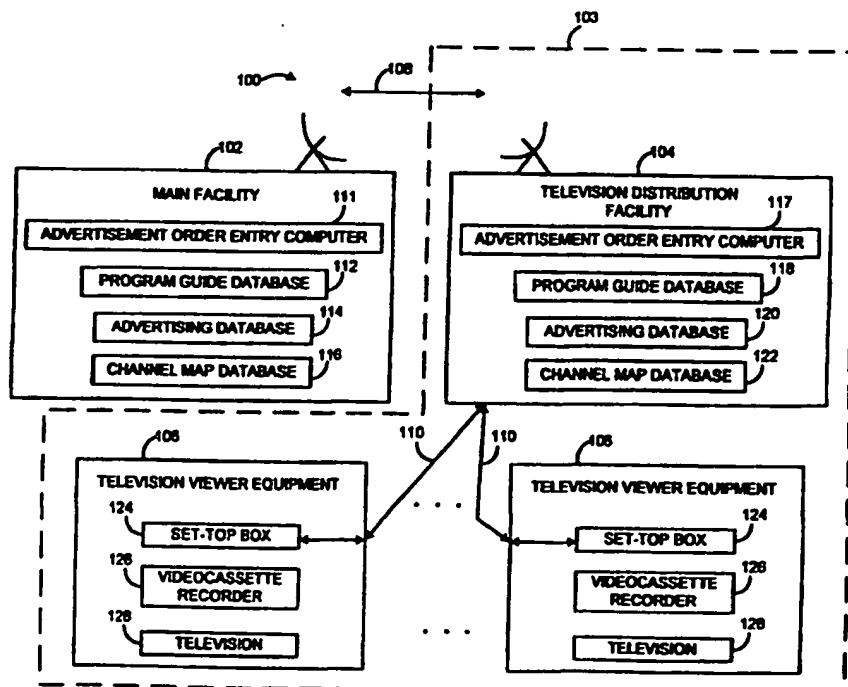 103
108
100
102
104
MAIN FACILITY
TELEVISION DISTRIBUTION
FACILITY
111
117
ADVERTISEMENT ORDER ENTRY COMPUTER
ADVERTISEMENT ORDER ENTRY COMPUTER
112
118
PROGRAM GUIDE DATABASE
PROGRAM GUIDE DATABASE
114
120
ADVERTISING DATABASE
ADVERTISING DATABASE
116
122
CHANNEL MAP DATABASE
CHANNEL MAP DATABASE
106
110
110
106
TELEVISION VIEWER EQUIPMENT
TELEVISION VIEWER EQUIPMENT
124
SET-TOP BOX
. . .
SET-TOP BOX
124
126
VIDEOCASSETTE
RECORDER
VIDEOCASSETTE
RECORDER
126
128
TELEVISION
. . .
TELEVISION
128